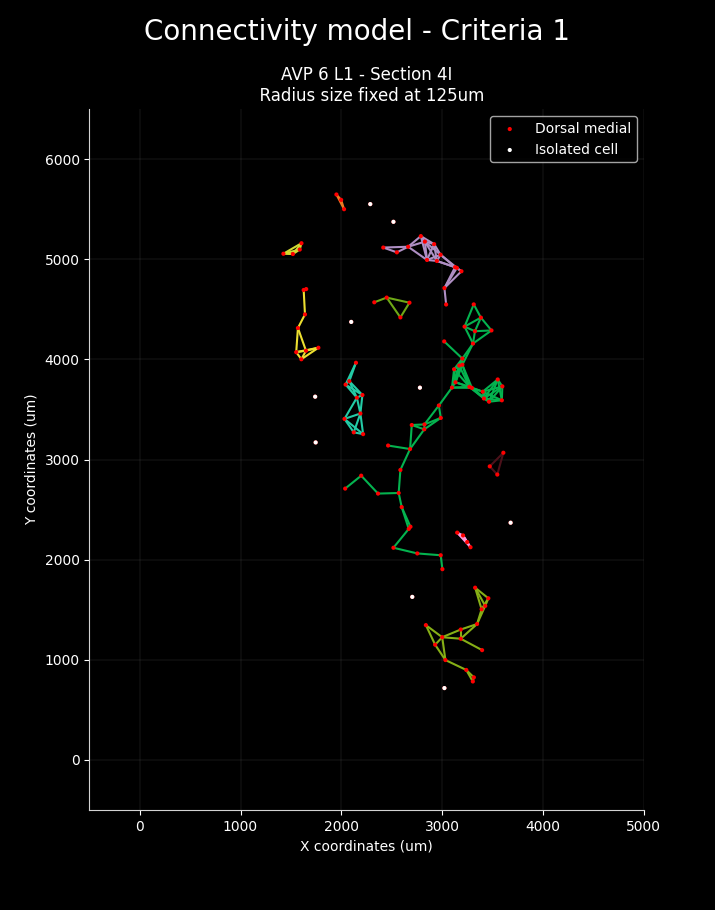 Connectivity model - Criteria 1
AVP 6 L1 - Section 4I
Radius size fixed at 125um
Dorsal medial
Isolated cell
6000
5000
4000
3000
2000
1000
0
Y coordinates (um)
0 1000 2000 3000 4000 5000
X coordinates (um)